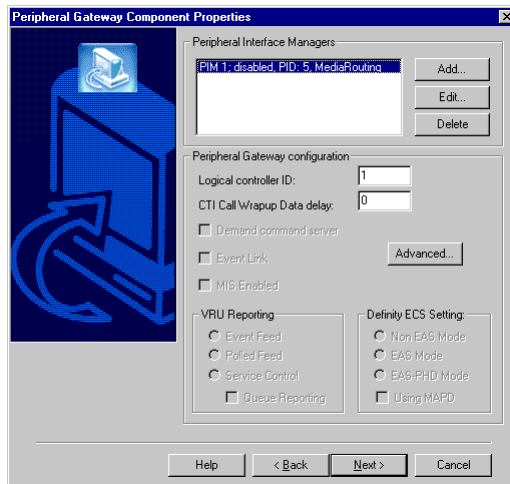 Peripheral Gateway Component Properties
Peripheral Interface Managers
PIM 1; disabled, PID: 5, MediaRouting
Add...
Edit...
Delete
Peripheral Gateway configuration
Logical controller ID:
1
CTI Call Wrapup Data delay:
0
Demand command server
Event Link
Advanced...
MIS Enabled
VRU Reporting
Event Feed
Polled Feed
Service Control
Queue Reporting
Definity ECS Setting:
Non EAS Mode
EAS Mode
EAS-PHD Mode
Using MAPD
Help
< Back
Next >
Cancel